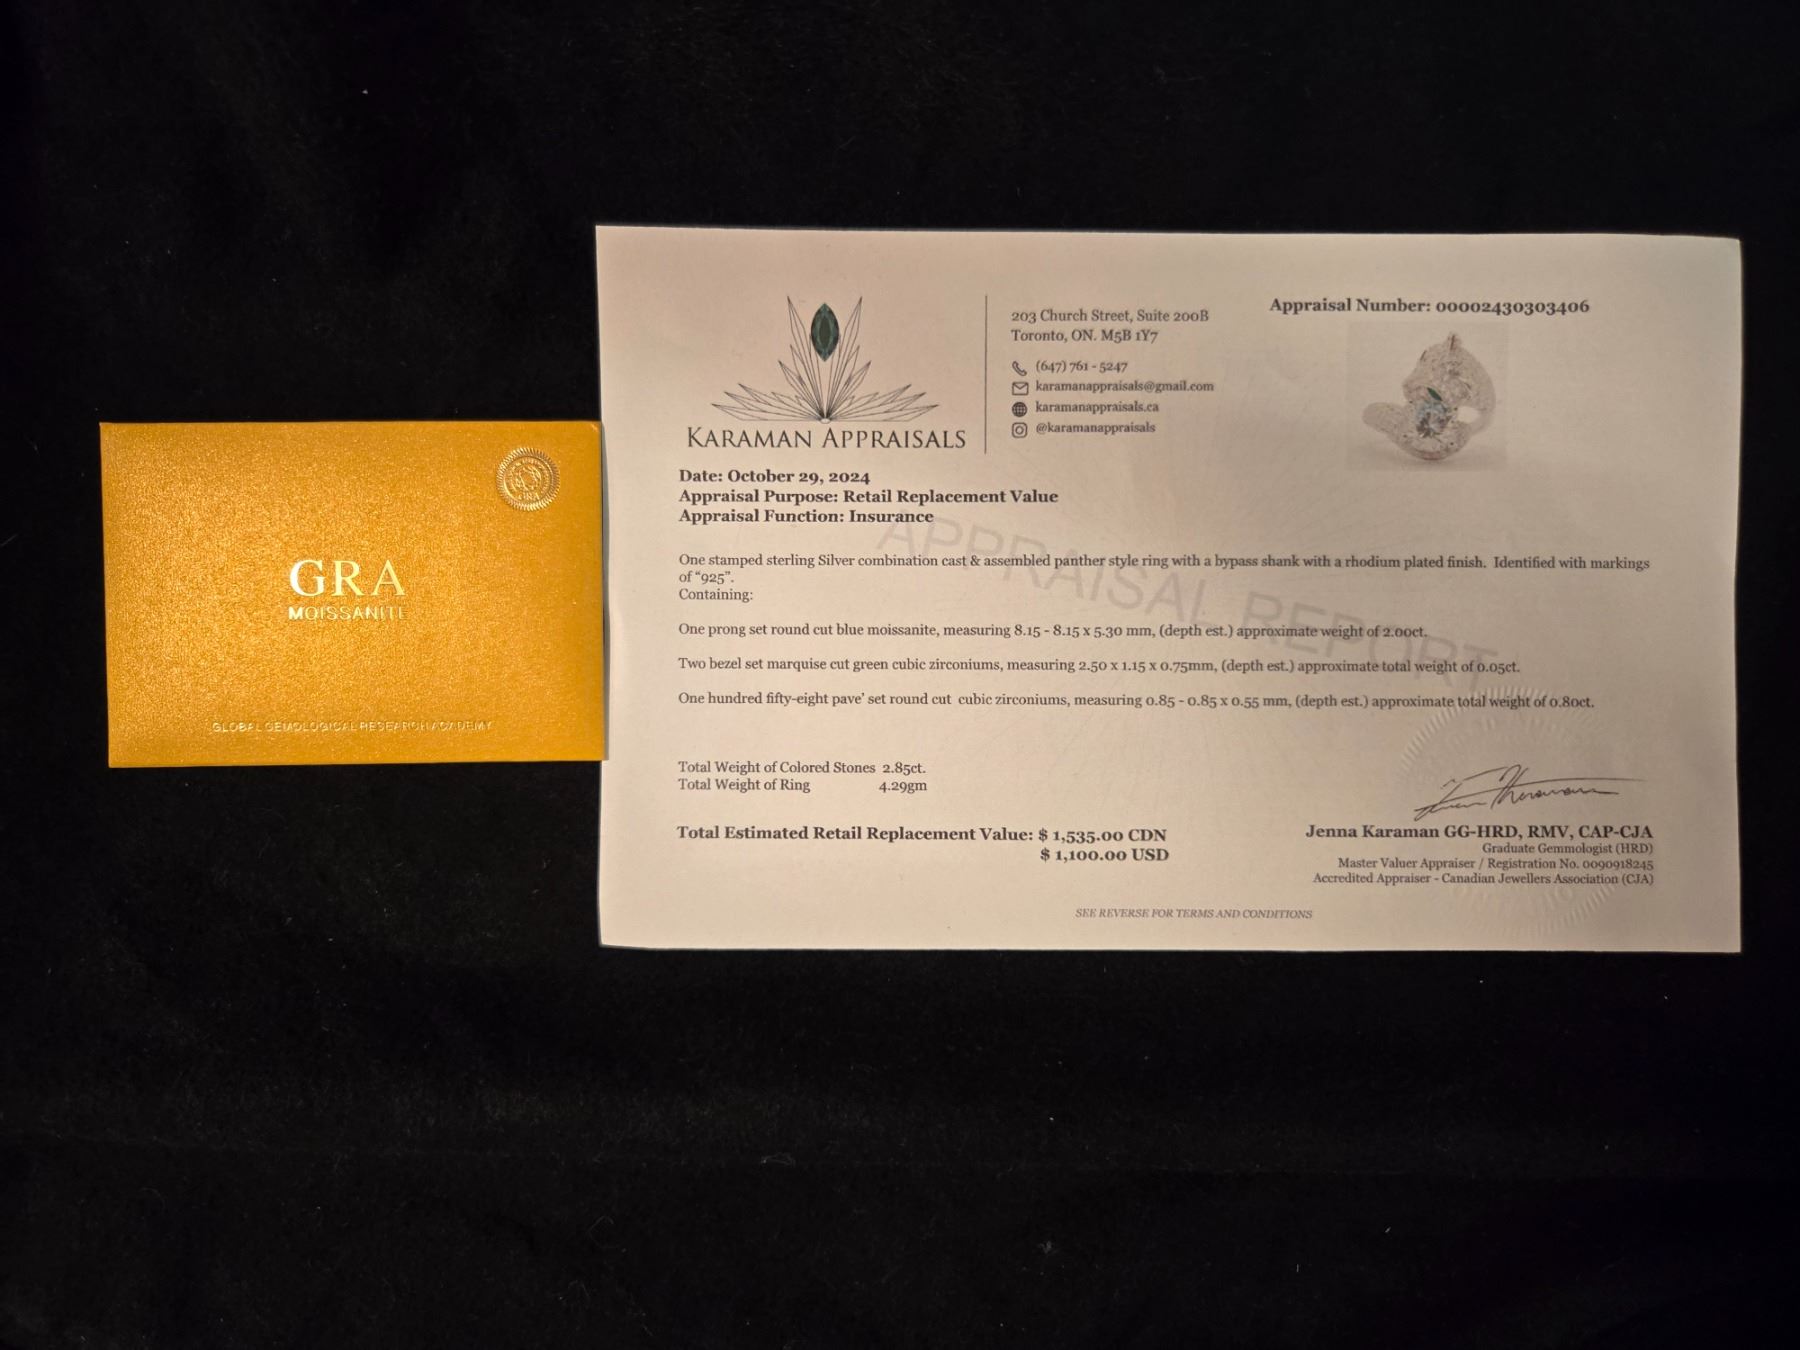 GRA
MOISSANITE
GLOBAL GEMOLOGICAL RESEARCH ACADEMY
KARAMAN APPRAISALS
203 Church Street, Suite 200B
Toronto, ON. M5B 1Y7
(647) 761 - 5247
karamanappraisals@gmail.com
karamanappraisals.ca
@karamanappraisals
Appraisal Number: 00002430303406
Date: October 29, 2024
Appraisal Purpose: Retail Replacement Value
Appraisal Function: Insurance
APPRAISAL REPORT
One stamped sterling Silver combination cast & assembled panther style ring with a bypass shank with a rhodium plated finish. Identified with markings
of “925”.
Containing:
One prong set round cut blue moissanite, measuring 8.15 - 8.15 x 5.30 mm, (depth est.) approximate weight of 2.00ct.
Two bezel set marquise cut green cubic zirconiums, measuring 2.50 x 1.15 x 0.75mm, (depth est.) approximate total weight of 0.05ct.
One hundred fifty-eight pave’ set round cut cubic zirconiums, measuring 0.85 - 0.85 x 0.55 mm, (depth est.) approximate total weight of 0.80ct.
Total Weight of Colored Stones 2.85ct.
Total Weight of Ring 4.29gm
Total Estimated Retail Replacement Value: $ 1,535.00 CDN
$ 1,100.00 USD
Jenna Karaman GG-HRD, RMV, CAP-CJA
Graduate Gemmologist (HRD)
Master Valuer Appraiser / Registration No. 0090918245
Accredited Appraiser - Canadian Jewellers Association (CJA)
SEE REVERSE FOR TERMS AND CONDITIONS